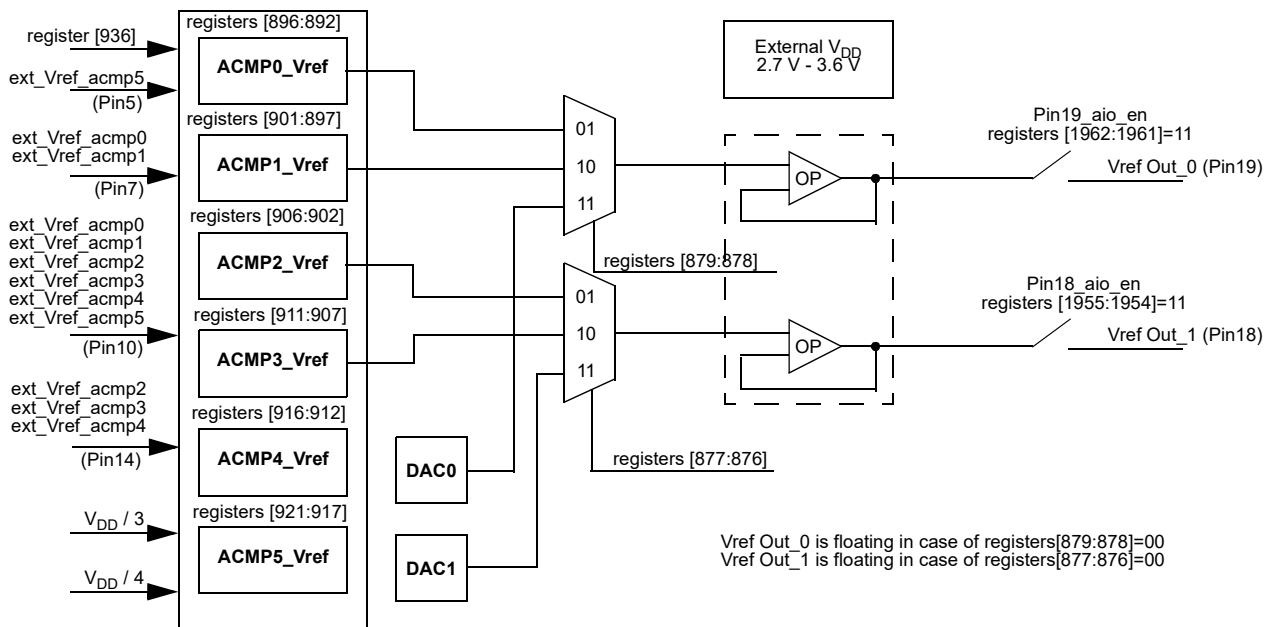 register [936]
ext_Vref_acmp5
(Pin5)
ext_Vref_acmp0
ext_Vref_acmp1
(Pin7)
ext_Vref_acmp0
ext_Vref_acmp1
ext_Vref_acmp2
ext_Vref_acmp3
ext_Vref_acmp4
ext_Vref_acmp5
(Pin10)
ext_Vref_acmp2
ext_Vref_acmp3
ext_Vref_acmp4
(Pin14)
VDD / 3
VDD / 4
registers [896:892]
ACMP0_Vref
registers [901:897]
ACMP1_Vref
registers [906:902]
ACMP2_Vref
registers [911:907]
ACMP3_Vref
registers [916:912]
ACMP4_Vref
registers [921:917]
ACMP5_Vref
DAC0
DAC1
01
10
11
registers [879:878]
01
10
11
registers [877:876]
External VDD
2.7 V - 3.6 V
OP
OP
Pin19_aio_en
registers [1962:1961]=11
Vref Out_0 (Pin19)
Pin18_aio_en
registers [1955:1954]=11
Vref Out_1 (Pin18)
Vref Out_0 is floating in case of registers[879:878]=00
Vref Out_1 is floating in case of registers[877:876]=00